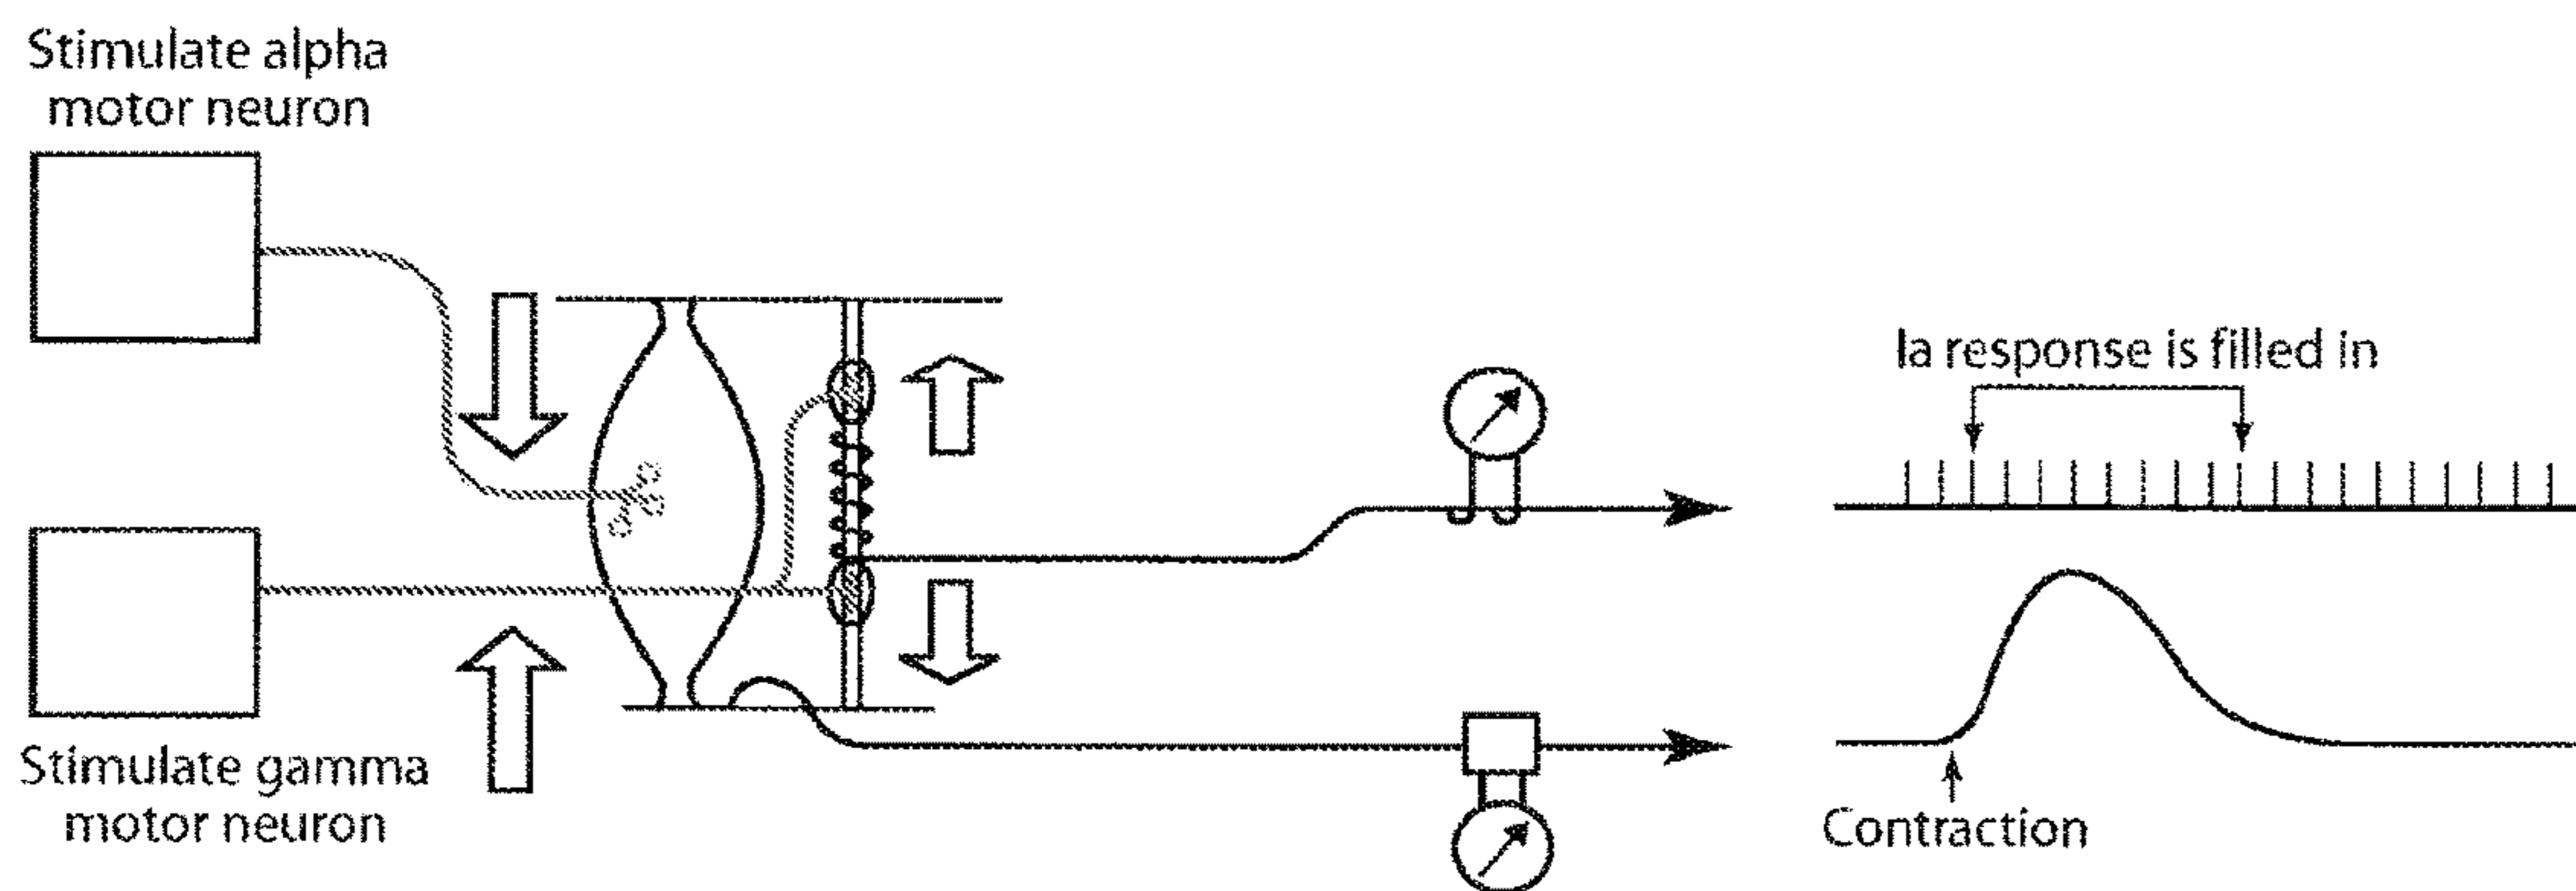 Stimulate alpha
motor neuron
Stimulate gamma
motor neuron
Ia response is filled in
Contraction